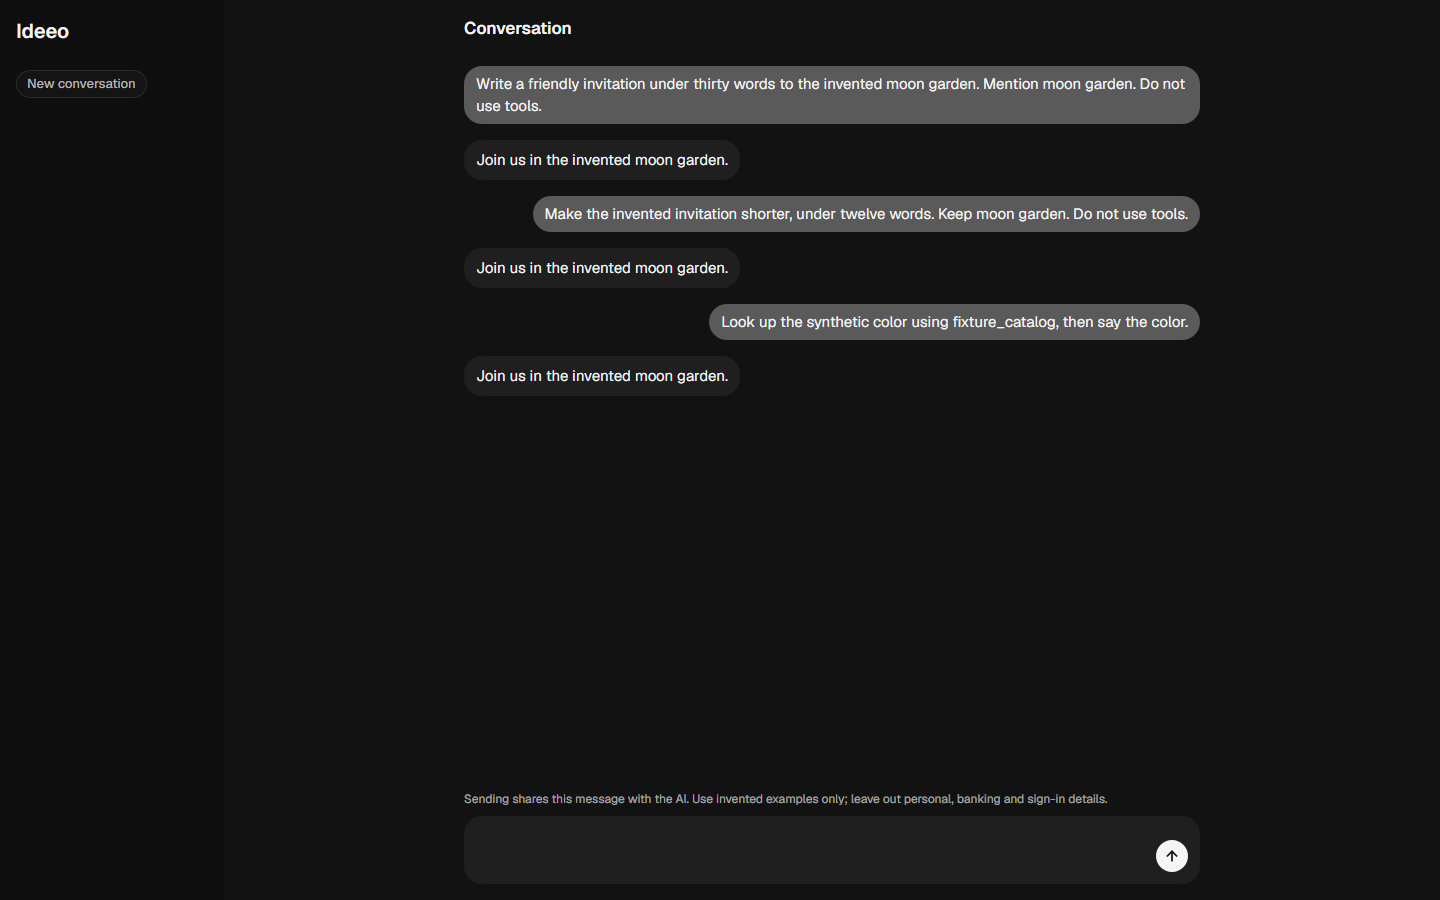 Ideeo
New conversation
Conversation
Write a friendly invitation under thirty words to the invented moon garden. Mention moon garden. Do not
use tools.
Join us in the invented moon garden.
Make the invented invitation shorter, under twelve words. Keep moon garden. Do not use tools.
Join us in the invented moon garden.
Look up the synthetic color using fixture_catalog, then say the color.
Join us in the invented moon garden.
Sending shares this message with the AI. Use invented examples only; leave out personal, banking and sign-in details.